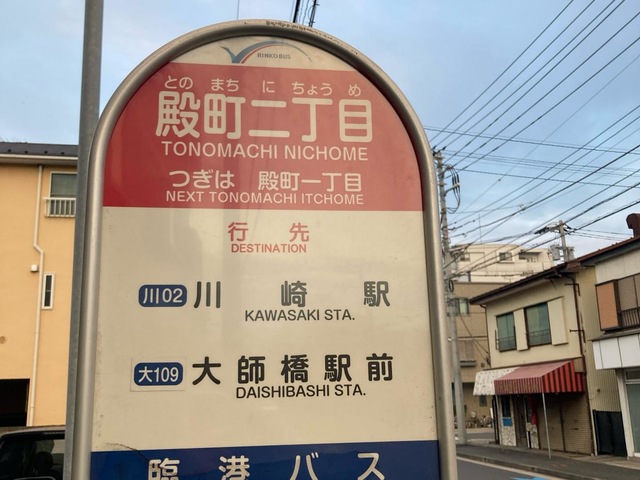 RINKO BUS
とのまちにちょうめ
殿町二丁目
TONOMACHI NICHOME
つぎは 殿町一丁目
NEXT TONOMACHI ITCHOME
行先
DESTINATION
川02 川崎駅
KAWASAKI STA.
大109 大師橋駅前
DAISHIBASHI STA.
臨港バス